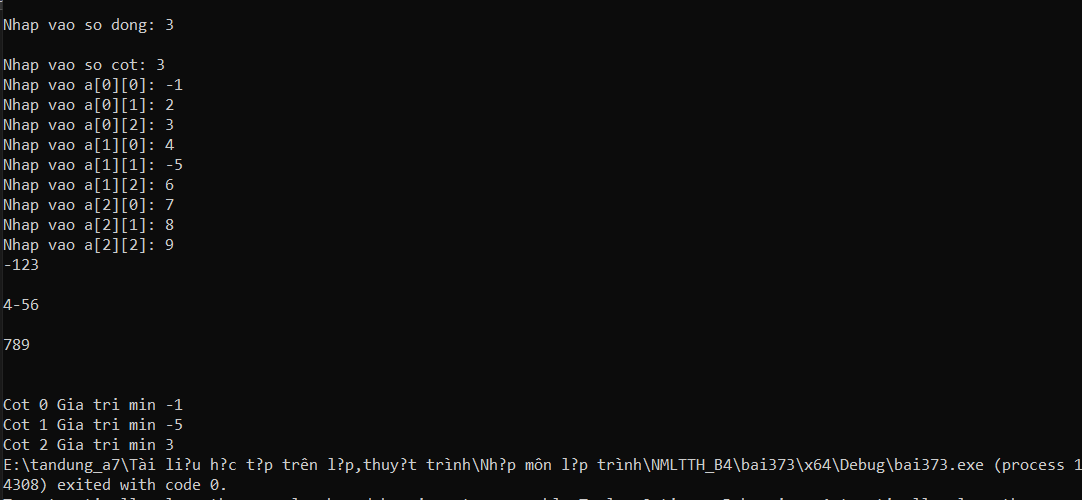 Nhap vao so dong: 3
Nhap vao so cot: 3
Nhap vao a[0][0]: -1
Nhap vao a[0][1]: 2
Nhap vao a[0][2]: 3
Nhap vao a[1][0]: 4
Nhap vao a[1][1]: -5
Nhap vao a[1][2]: 6
Nhap vao a[2][0]: 7
Nhap vao a[2][1]: 8
Nhap vao a[2][2]: 9
-123
4-56
789
Cot 0 Gia tri min -1
Cot 1 Gia tri min -5
Cot 2 Gia tri min 3
E:\tandung_a7\Tài li?u h?c t?p trên l?p,thuy?t trình\Nh?p môn l?p trình\NMLTTH_B4\bai373\x64\Debug\bai373.exe (process 1
4308) exited with code 0.